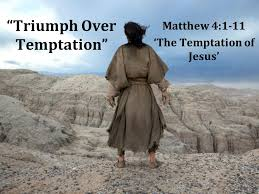 “Triumph Over
Temptation”
Matthew 4:1-11
‘The Temptation of
Jesus’